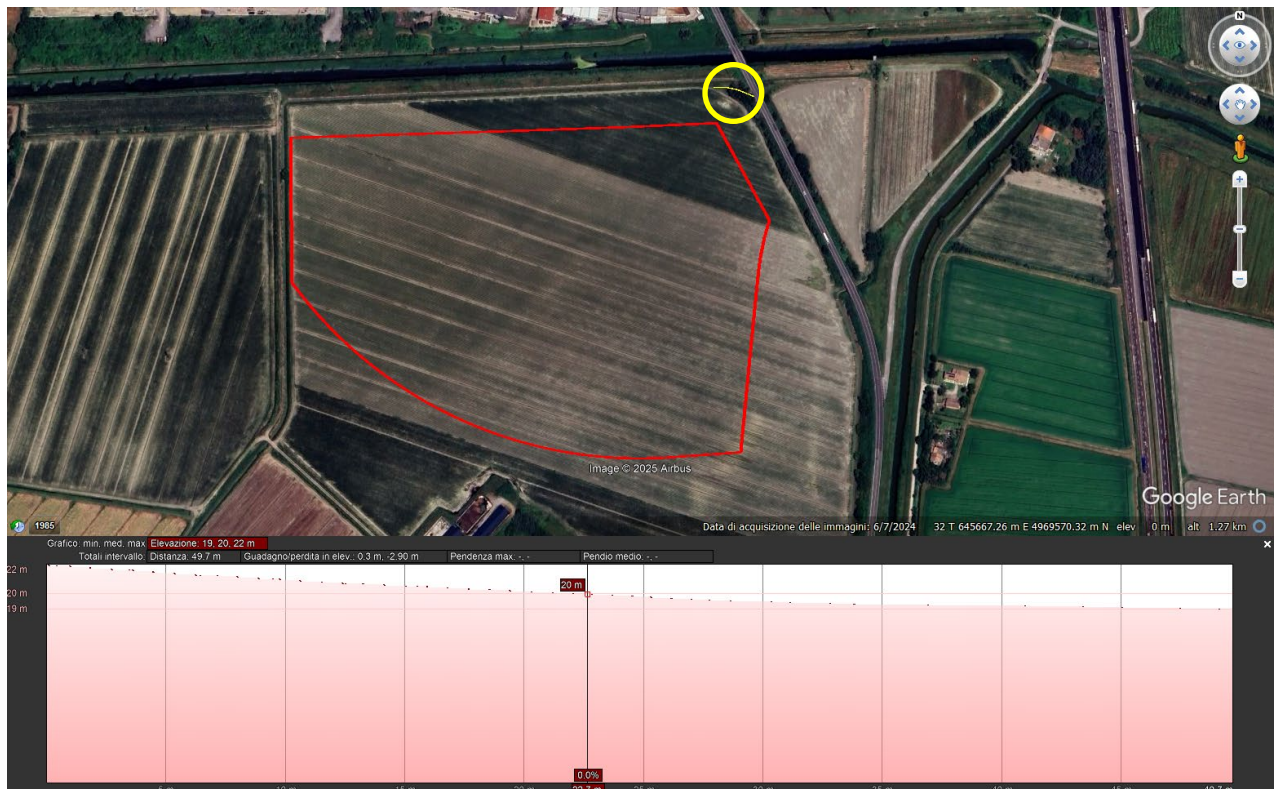 N
Image © 2025 Airbus
Google Earth
1985
Data di acquisizione delle immagini: 6/7/2024 32 T 645667.26 m E 4969570.32 m N elev 0 m alt 1.27 km
Grafico: min. med. max Elevazione: 19, 20, 22 m
Totali intervallo: Distanza: 49.7 m Guadagno/perdita in elev.: 0.3 m, -2.90 m Pendenza max: -, - Pendio medio: -, -
22 m
20 m
20 m
19 m
0.0%